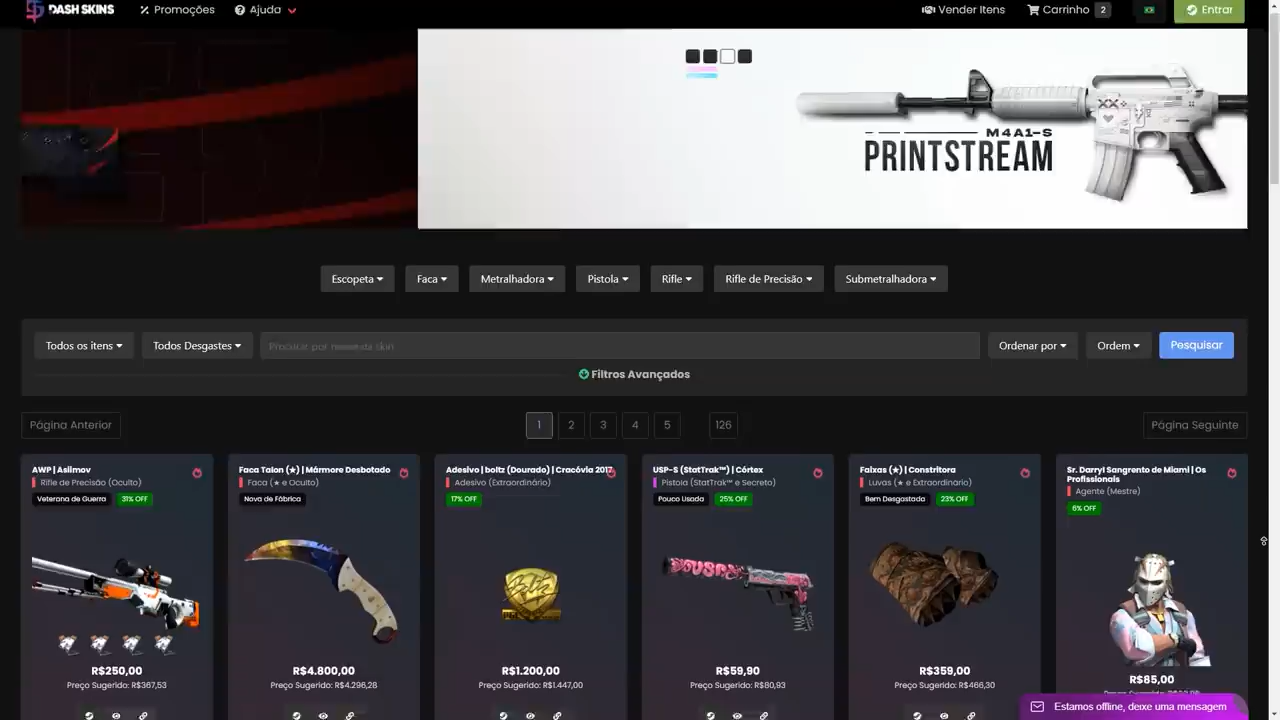 DASH SKINS
Promoções
Ajuda
Vender Itens
Carrinho 2
Entrar
M4A1-S
PRINTSTREAM
Escopeta
Faca
Metralhadora
Pistola
Rifle
Rifle de Precisão
Submetralhadora
Todos os itens
Todos Desgastes
Procurar por nome da skin
Ordenar por
Ordem
Pesquisar
Filtros Avançados
Página Anterior
1 2 3 4 5 126
Página Seguinte
AWP | Asiimov
Rifle de Precisão (Oculto)
Veterana de Guerra 31% OFF
R$250,00
Preço Sugerido: R$367,53
Faca Talon (★) | Mármore Desbotado
Faca (★ e Oculto)
Nova de Fábrica
R$4.800,00
Preço Sugerido: R$4.296,28
Adesivo | boltz (Dourado) | Cracóvia 2017
Adesivo (Extraordinário)
17% OFF
R$1.200,00
Preço Sugerido: R$1.447,00
USP-S (StatTrak™) | Córtex
Pistola (StatTrak™ e Secreto)
Pouco Usada 25% OFF
R$59,90
Preço Sugerido: R$80,93
Faixas (★) | Constritora
Luvas (★ e Extraordinário)
Bem Desgastada 23% OFF
R$359,00
Preço Sugerido: R$466,30
Sr. Darryl Sangrento de Miami | Os
Profissionais
Agente (Mestre)
6% OFF
R$85,00
Estamos offline, deixe uma mensagem